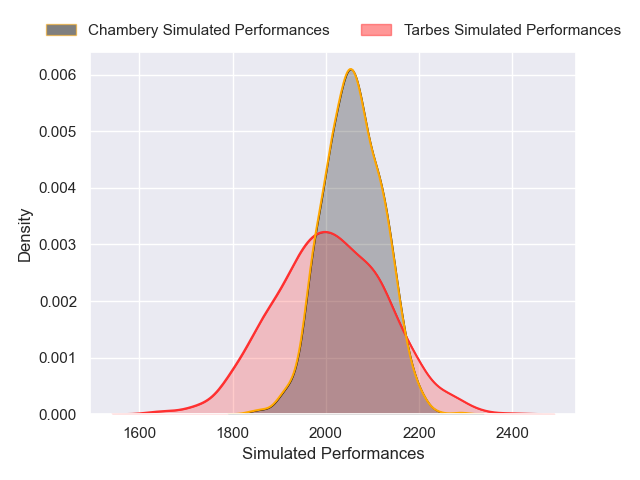 Chambery Simulated Performances
Tarbes Simulated Performances
0.006
0.005
0.004
0.003
0.002
0.001
0.000
Density
1600 1800 2000 2200 2400
Simulated Performances